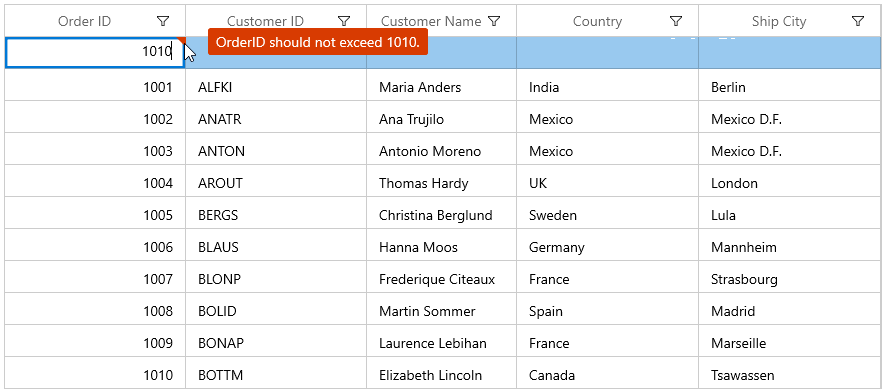 Order ID Customer ID Customer Name Country Ship City
1010 OrderID should not exceed 1010.
1001 ALFKI Maria Anders India Berlin
1002 ANATR Ana Trujilo Mexico Mexico D.F.
1003 ANTON Antonio Moreno Mexico Mexico D.F.
1004 AROUT Thomas Hardy UK London
1005 BERGS Christina Berglund Sweden Lula
1006 BLAUS Hanna Moos Germany Mannheim
1007 BLONP Frederique Citeaux France Strasbourg
1008 BOLID Martin Sommer Spain Madrid
1009 BONAP Laurence Lebihan France Marseille
1010 BOTTM Elizabeth Lincoln Canada Tsawassen